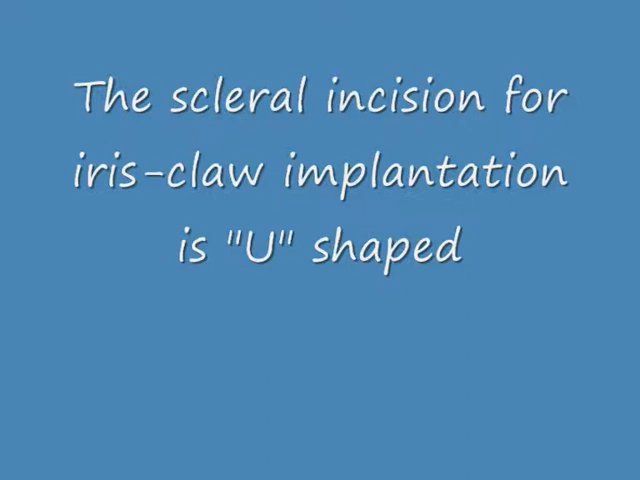 The scleral incision for
iris-claw implantation
is "U" shaped